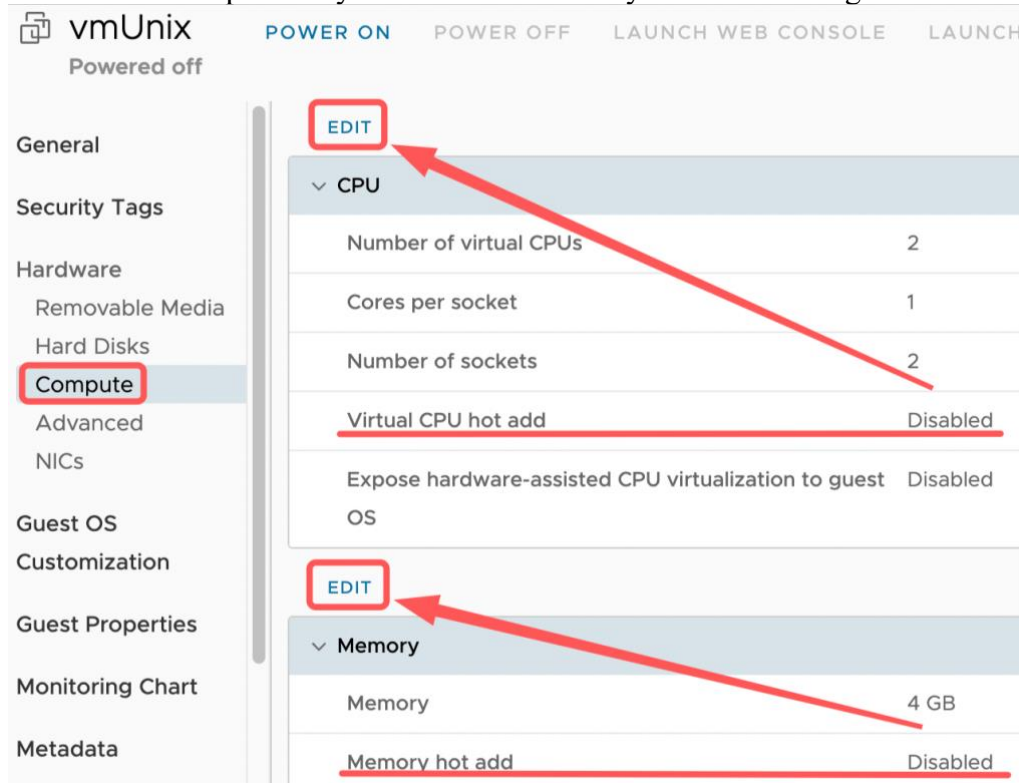 vmUnix
Powered off
POWER ON POWER OFF LAUNCH WEB CONSOLE LAUNCH
General
Security Tags
Hardware
Removable Media
Hard Disks
Compute
Advanced
NICs
Guest OS
Customization
Guest Properties
Monitoring Chart
Metadata
EDIT
CPU
Number of virtual CPUs 2
Cores per socket 1
Number of sockets 2
Virtual CPU hot add Disabled
Expose hardware-assisted CPU virtualization to guest Disabled
OS
EDIT
Memory
Memory 4 GB
Memory hot add Disabled